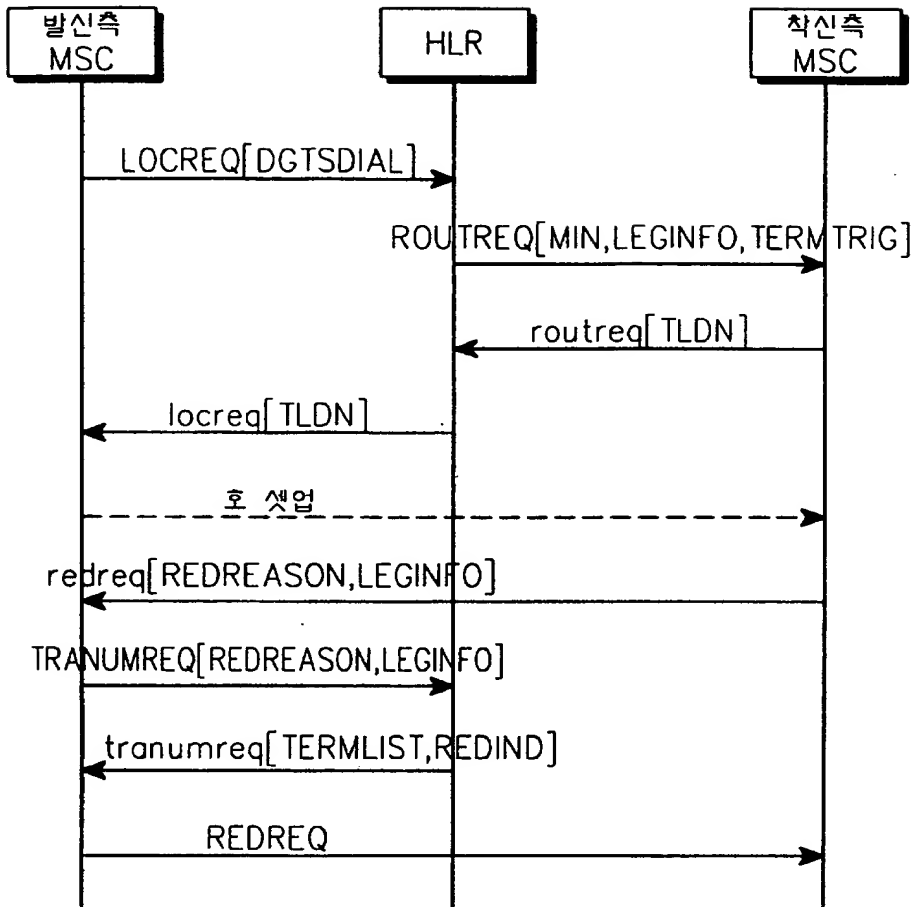 발신측
MSC
HLR
착신측
MSC
LOCREQ[DGTSDIAL]
ROUTREQ[MIN,LEGINFO,TERMTRIG]
routreq[TLDN]
locreq[TLDN]
호 셋업
redreq[REDREASON,LEGINFO]
TRANUMREQ[REDREASON,LEGINFO]
tranumreq[TERMLIST,REDIND]
REDREQ